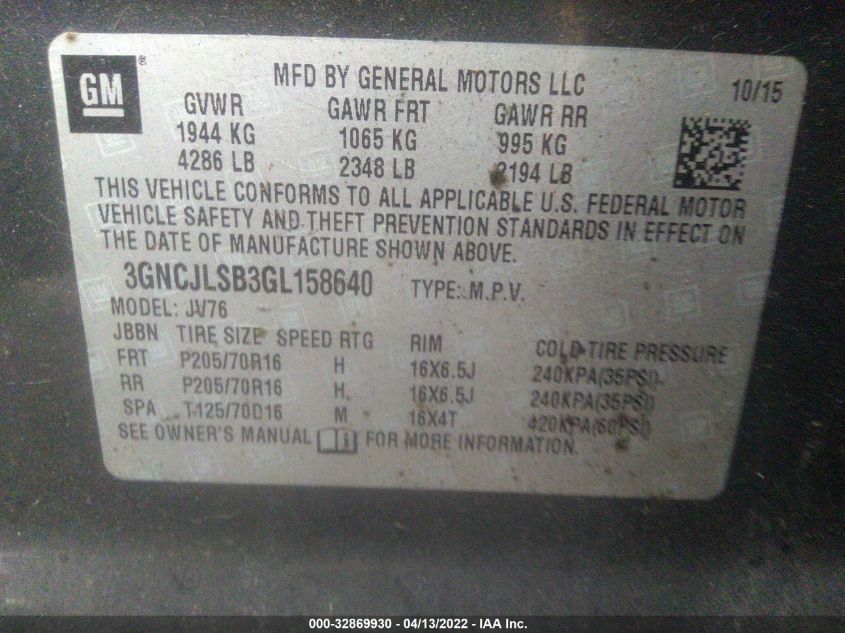 GM ®
MFD BY GENERAL MOTORS LLC 10/15
GVWR GAWR FRT GAWR RR
1944 KG 1065 KG 995 KG
4286 LB 2348 LB 2194 LB
THIS VEHICLE CONFORMS TO ALL APPLICABLE U.S. FEDERAL MOTOR
VEHICLE SAFETY AND THEFT PREVENTION STANDARDS IN EFFECT ON
THE DATE OF MANUFACTURE SHOWN ABOVE.
3GNCJLSB3GL158640 TYPE: M.P.V.
MODEL: JV76
JBBN TIRE SIZE SPEED RTG RIM COLD TIRE PRESSURE
FRT P205/70R16 H 16X6.5J 240KPA(35PSI)
RR P205/70R16 H 16X6.5J 240KPA(35PSI)
SPA T125/70D16 M 16X4T 420KPA(60PSI)
SEE OWNER'S MANUAL FOR MORE INFORMATION.
000-32869930 - 04/13/2022 - IAA Inc.